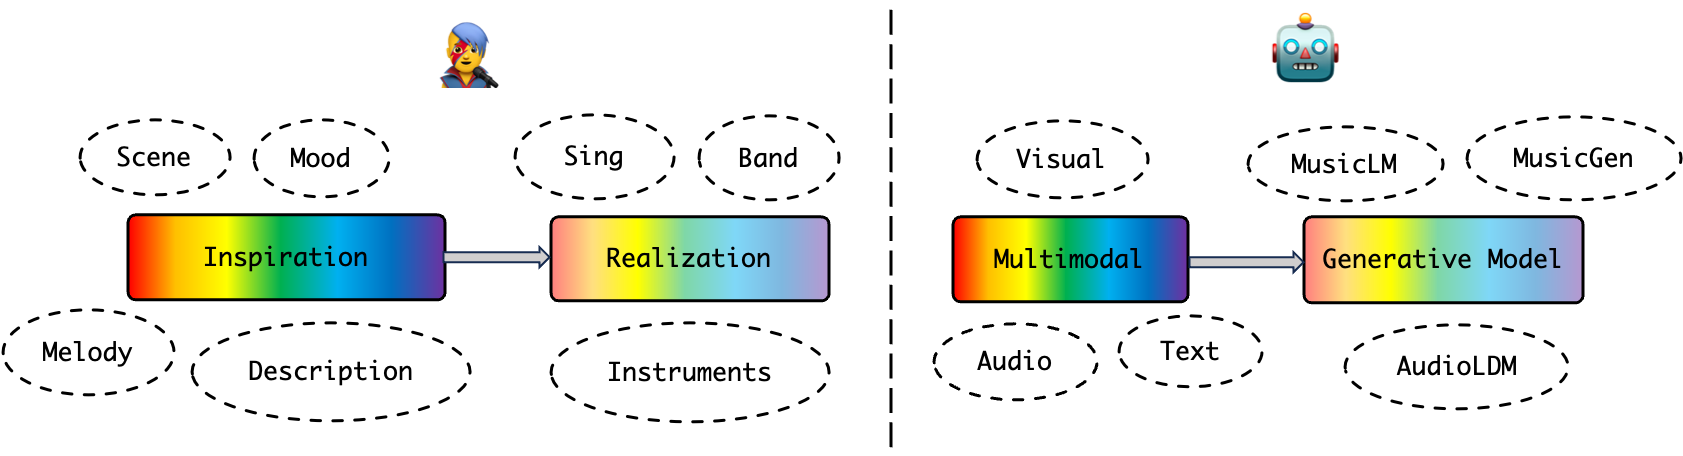 Scene
Mood
Inspiration
Melody
Description
Sing
Band
Realization
Instruments
Visual
Multimodal
Audio
Text
MusicLM
MusicGen
Generative Model
AudioLDM